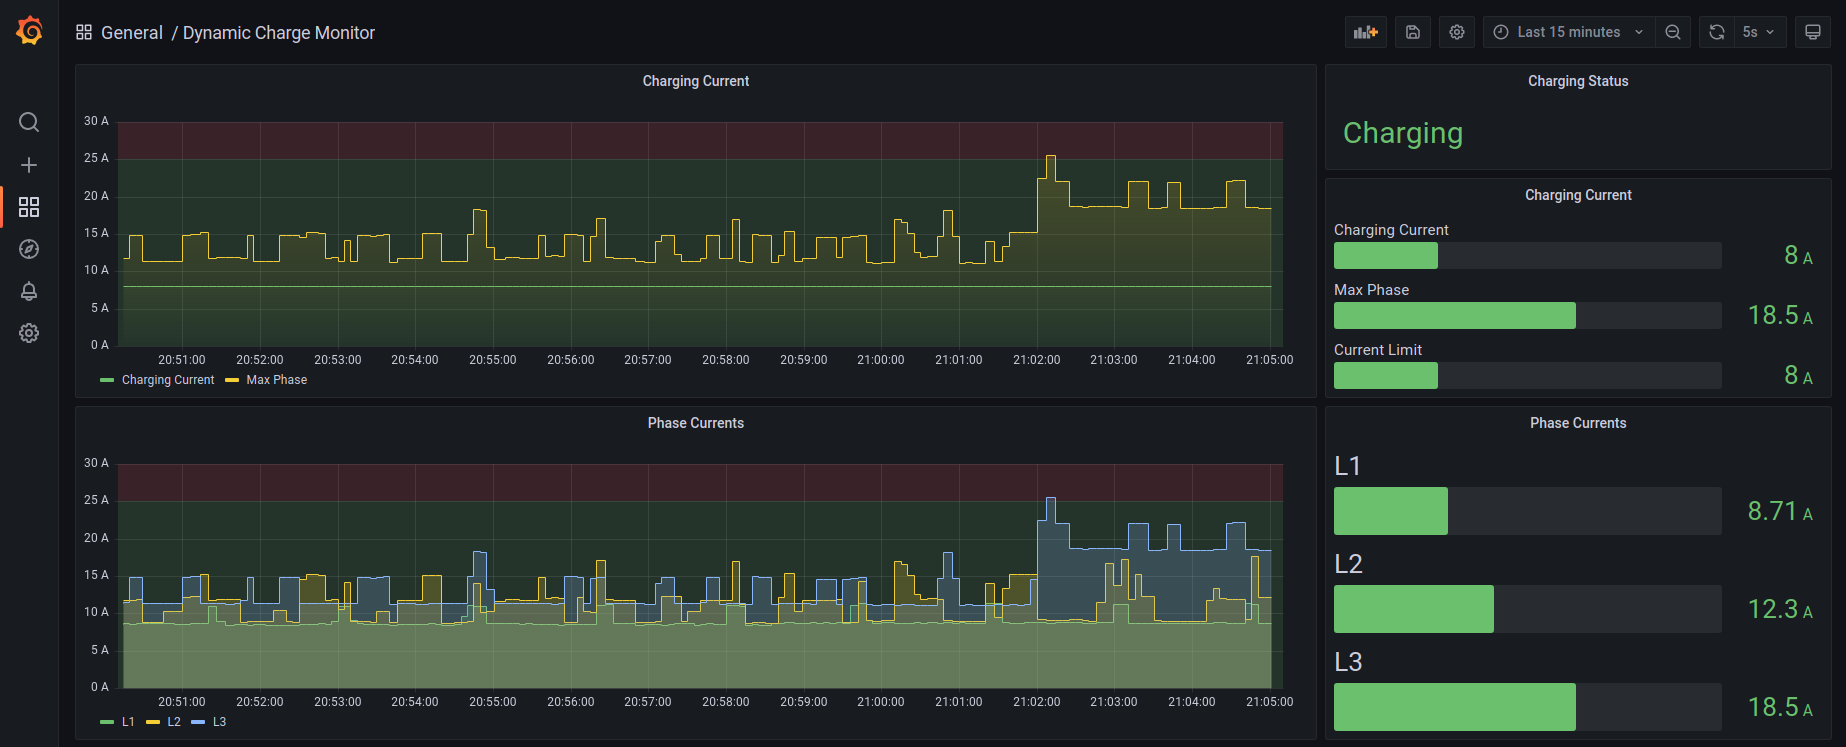 General / Dynamic Charge Monitor
Last 15 minutes
5s
Charging Current
30 A
25 A
20 A
15 A
10 A
5 A
0 A
20:51:00 20:52:00 20:53:00 20:54:00 20:55:00 20:56:00 20:57:00 20:58:00 20:59:00 21:00:00 21:01:00 21:02:00 21:03:00 21:04:00 21:05:00
Charging Current Max Phase
Charging Status
Charging
Charging Current
Charging Current
8 A
Max Phase
18.5 A
Current Limit
8 A
Phase Currents
30 A
25 A
20 A
15 A
10 A
5 A
0 A
20:51:00 20:52:00 20:53:00 20:54:00 20:55:00 20:56:00 20:57:00 20:58:00 20:59:00 21:00:00 21:01:00 21:02:00 21:03:00 21:04:00 21:05:00
L1 L2 L3
Phase Currents
L1
8.71 A
L2
12.3 A
L3
18.5 A